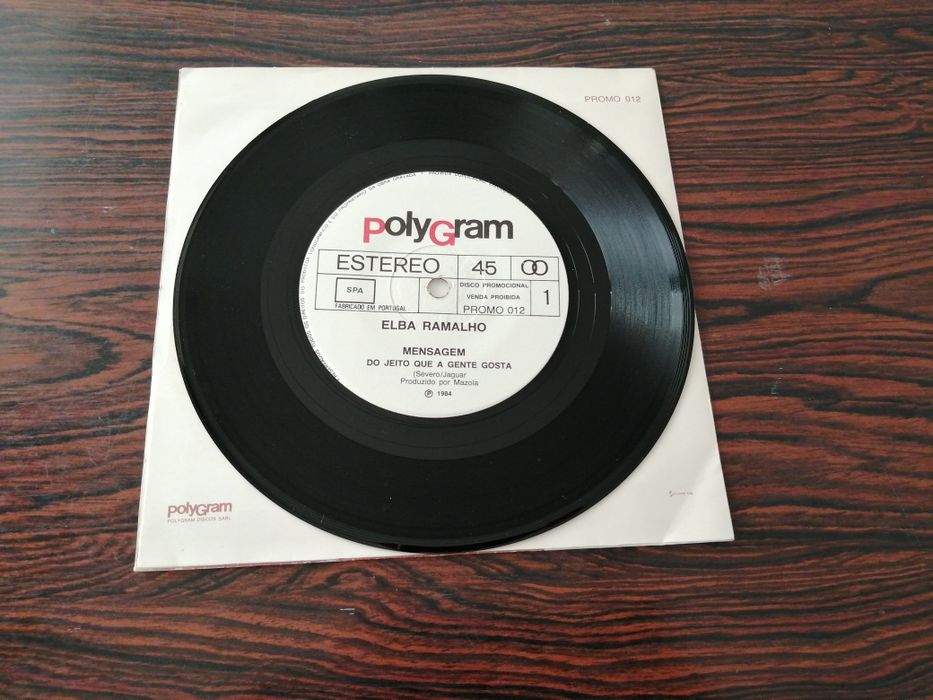 PROMO 012
PolyGram
ESTEREO 45
SPA
DISCO PROMOCIONAL
VENDA PROIBIDA
1
FABRICADO EM PORTUGAL
PROMO 012
ELBA RAMALHO
MENSAGEM
DO JEITO QUE A GENTE GOSTA
(Severo/Jaguar
Produzido por Mazola
℗ 1984
polyGram
POLYGRAM DISCOS SARL